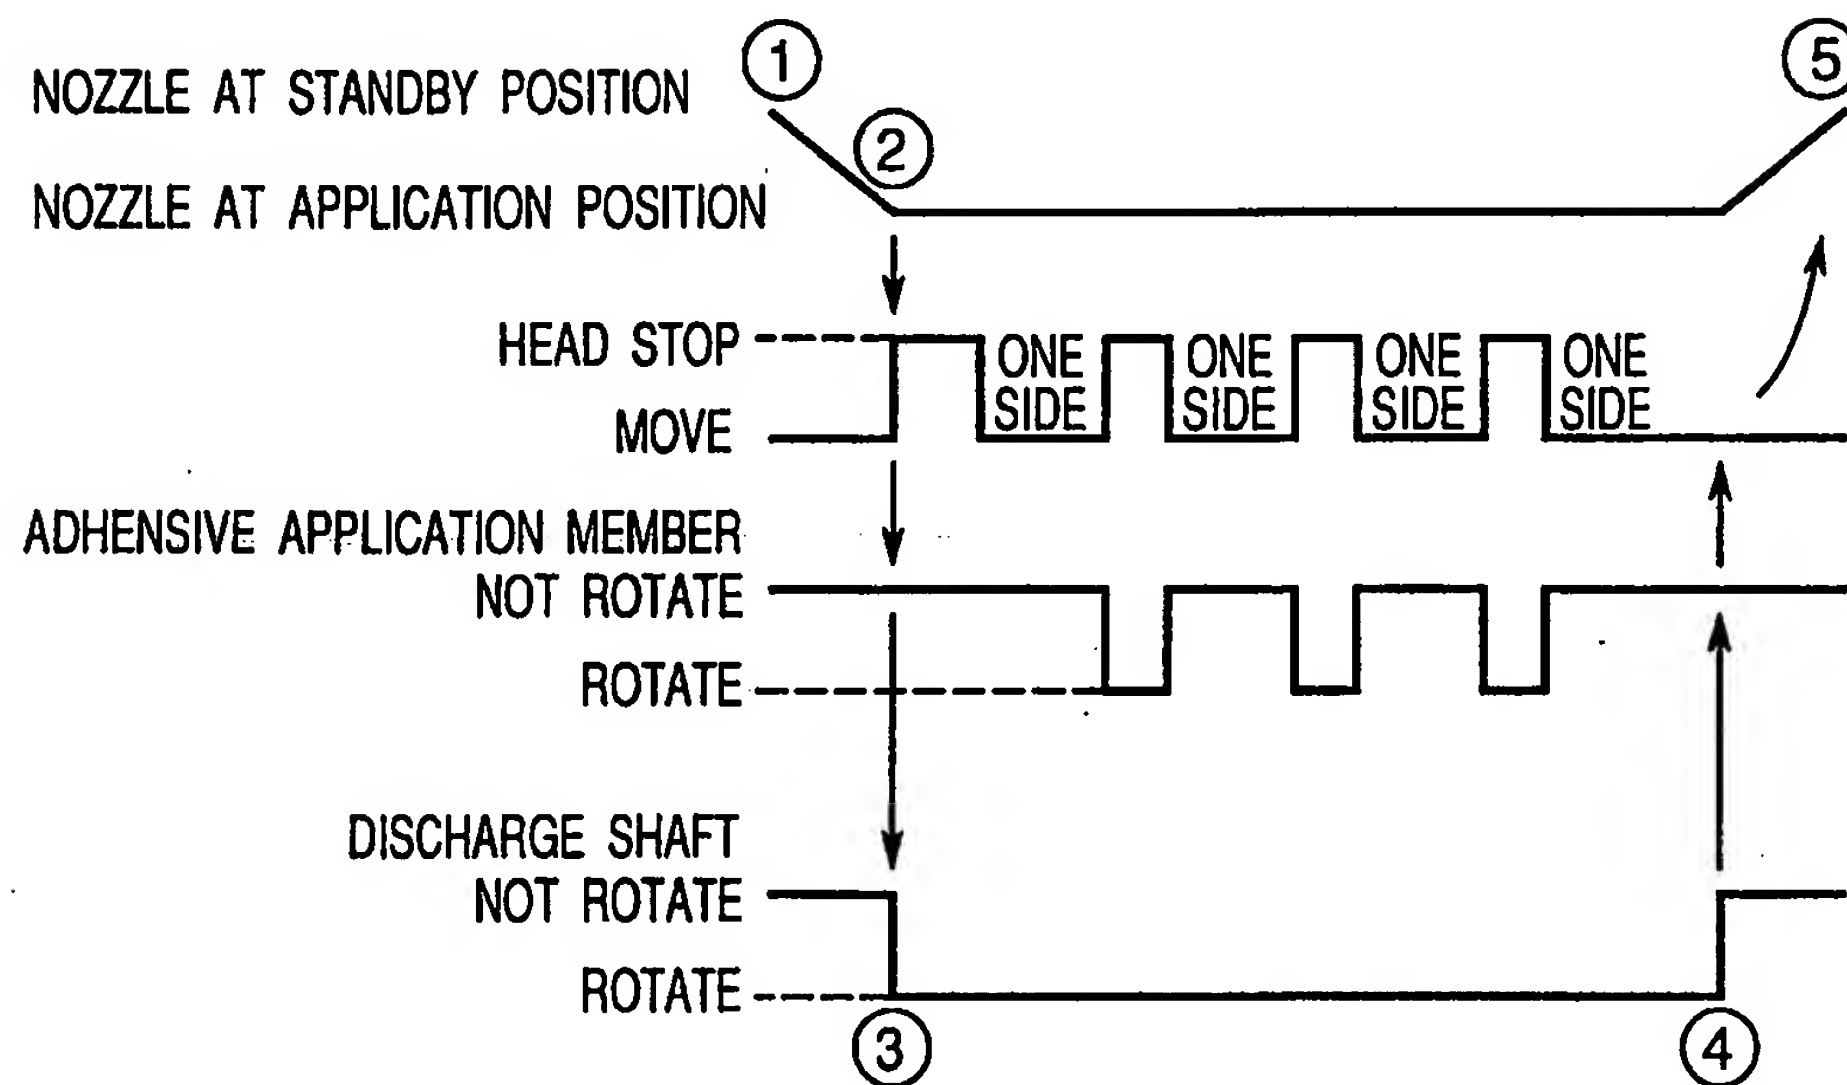 ①
NOZZLE AT STANDBY POSITION
②
⑤
NOZZLE AT APPLICATION POSITION
HEAD STOP
MOVE
ONE
SIDE
ONE
SIDE
ONE
SIDE
ONE
SIDE
ADHENSIVE APPLICATION MEMBER
NOT ROTATE
ROTATE
DISCHARGE SHAFT
NOT ROTATE
ROTATE
③
④